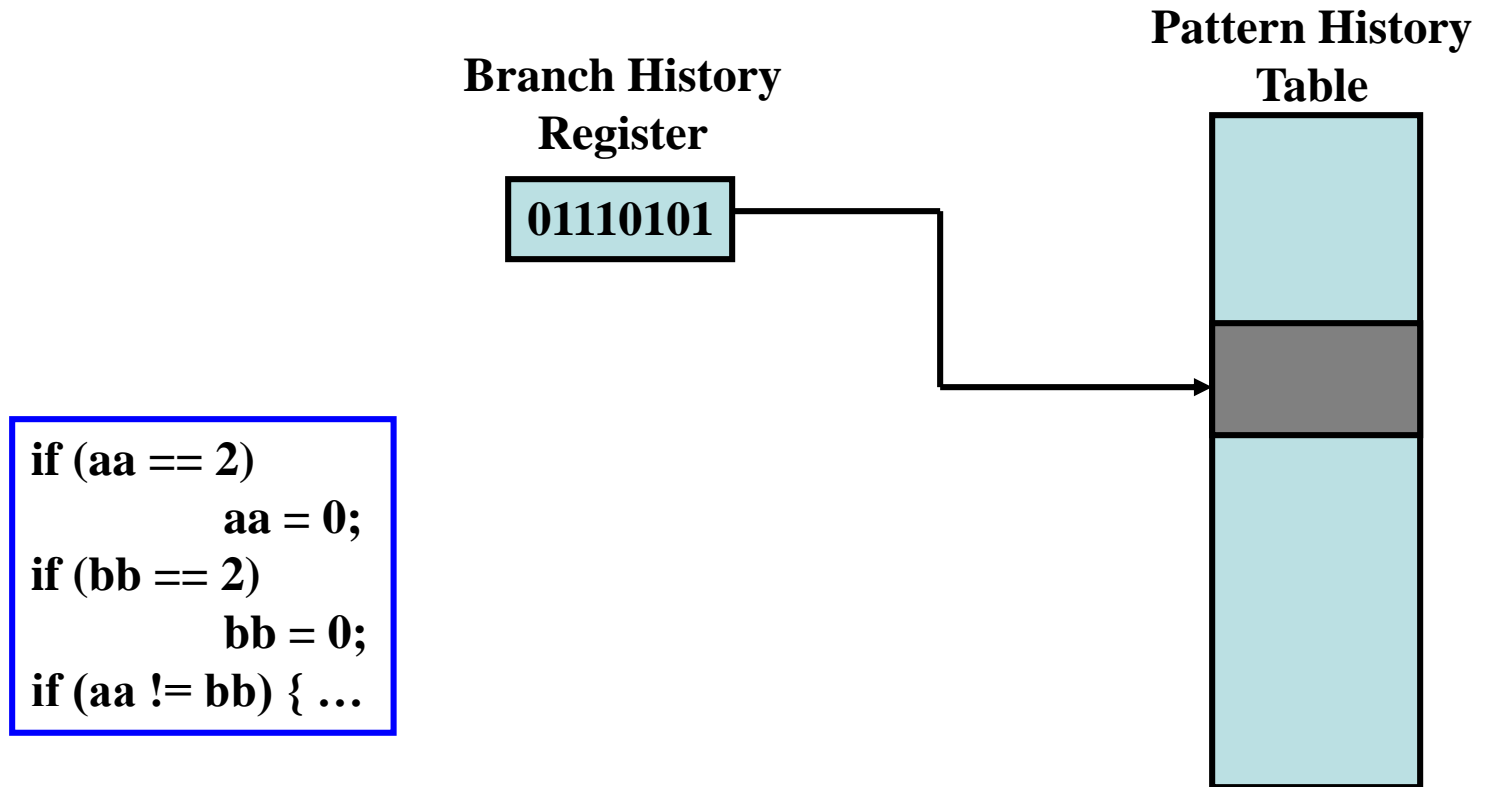 Pattern History
Table
Branch History
Register
01110101
if (aa == 2)
aa = 0;
if (bb == 2)
bb = 0;
if (aa != bb) { …